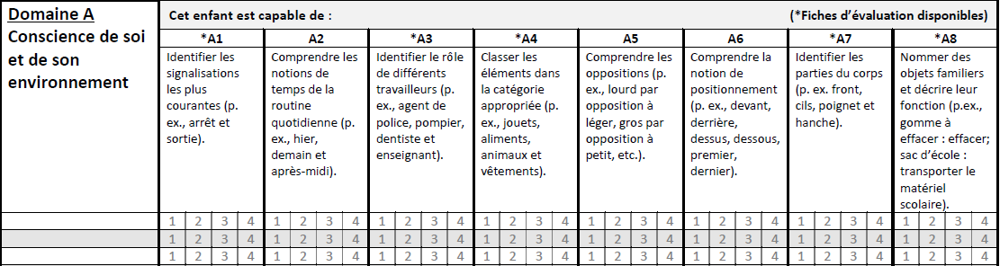 Domaine A
Conscience de soi
et de son
environnement
Cet enfant est capable de : (*Fiches d’évaluation disponibles)
*A1
Identifier les
signalisations
les plus
courantes (p.
ex., arrêt et
sortie).
A2
Comprendre les
notions de
temps de la
routine
quotidienne (p.
ex., hier,
demain et
après-midi).
*A3
Identifier le rôle
de différents
travailleurs (p.
ex., agent de
police, pompier,
dentiste et
enseignant).
*A4
Classer les
éléments dans
la catégorie
appropriée (p.
ex., jouets,
aliments,
animaux et
vêtements).
A5
Comprendre les
oppositions (p.
ex., lourd par
opposition à
léger, gros par
opposition à
petit, etc.).
A6
Comprendre la
notion de
positionnement
(p. ex., devant,
derrière,
dessus, dessous,
premier,
dernier).
*A7
Identifier les
parties du corps
(p. ex. front,
cils, poignet et
hanche).
*A8
Nommer des
objets familiers
et décrire leur
fonction (p.ex.,
gomme à
effacer : effacer;
sac d’école :
transporter le
matériel
scolaire).
1 2 3 4 1 2 3 4 1 2 3 4 1 2 3 4 1 2 3 4 1 2 3 4 1 2 3 4 1 2 3 4
1 2 3 4 1 2 3 4 1 2 3 4 1 2 3 4 1 2 3 4 1 2 3 4 1 2 3 4 1 2 3 4
1 2 3 4 1 2 3 4 1 2 3 4 1 2 3 4 1 2 3 4 1 2 3 4 1 2 3 4 1 2 3 4